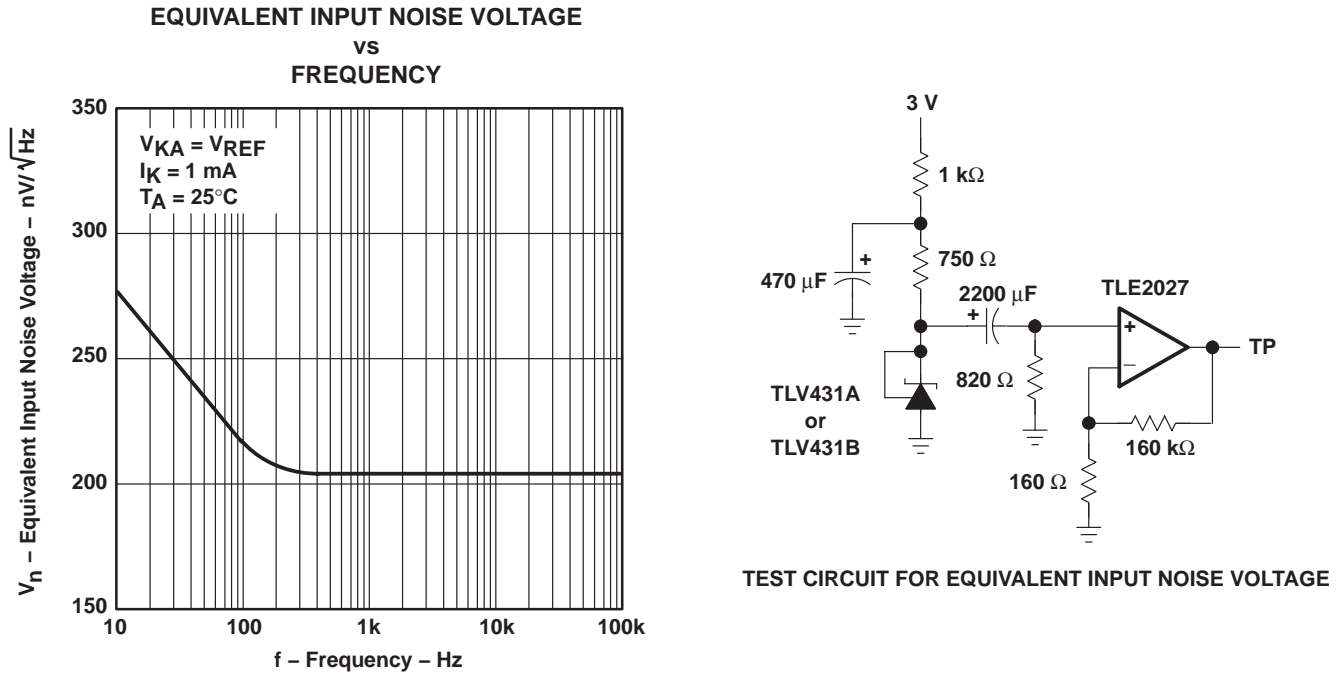 EQUIVALENT INPUT NOISE VOLTAGE
vs
FREQUENCY
Vn – Equivalent Input Noise Voltage – nV/√Hz
350
300
250
200
150
VKA = VREF
IK = 1 mA
TA = 25°C
10
100
1k
10k
100k
f – Frequency – Hz
3 V
1 kΩ
750 Ω
+
470 μF
2200 μF
+
TLE2027
+
–
TP
820 Ω
TLV431A
or
TLV431B
160 kΩ
160 Ω
TEST CIRCUIT FOR EQUIVALENT INPUT NOISE VOLTAGE